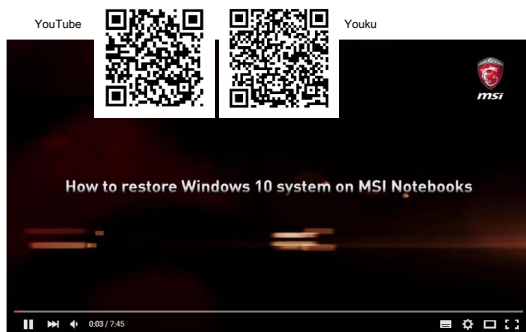 YouTube
Youku
msi
How to restore Windows 10 system on MSI Notebooks
0:03 / 7:45